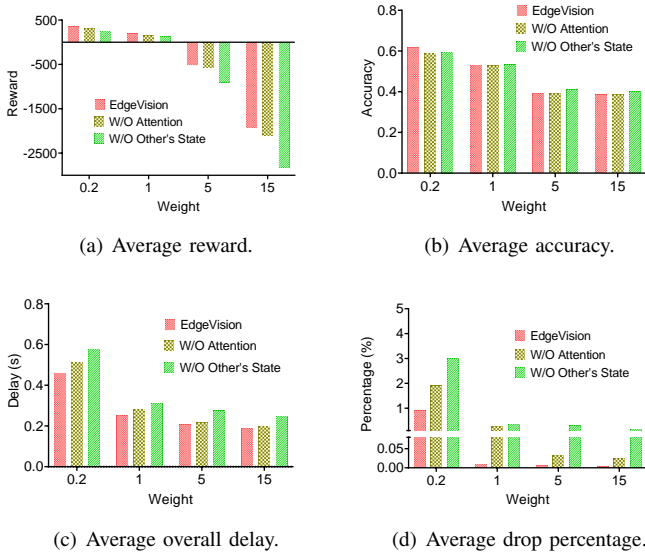 500
-500
-1500
-2500
Reward
EdgeVision
W/O Attention
W/O Other's State
0.2 1 5 15
Weight
(a) Average reward.
0.8
0.6
0.4
0.2
0.0
Accuracy
EdgeVision
W/O Attention
W/O Other's State
0.2 1 5 15
Weight
(b) Average accuracy.
0.8
0.6
0.4
0.2
0.0
Delay (s)
EdgeVision
W/O Attention
W/O Other's State
0.2 1 5 15
Weight
(c) Average overall delay.
5
4
3
2
1
0.05
0.00
Percentage (%)
EdgeVision
W/O Attention
W/O Other's State
0.2 1 5 15
Weight
(d) Average drop percentage.